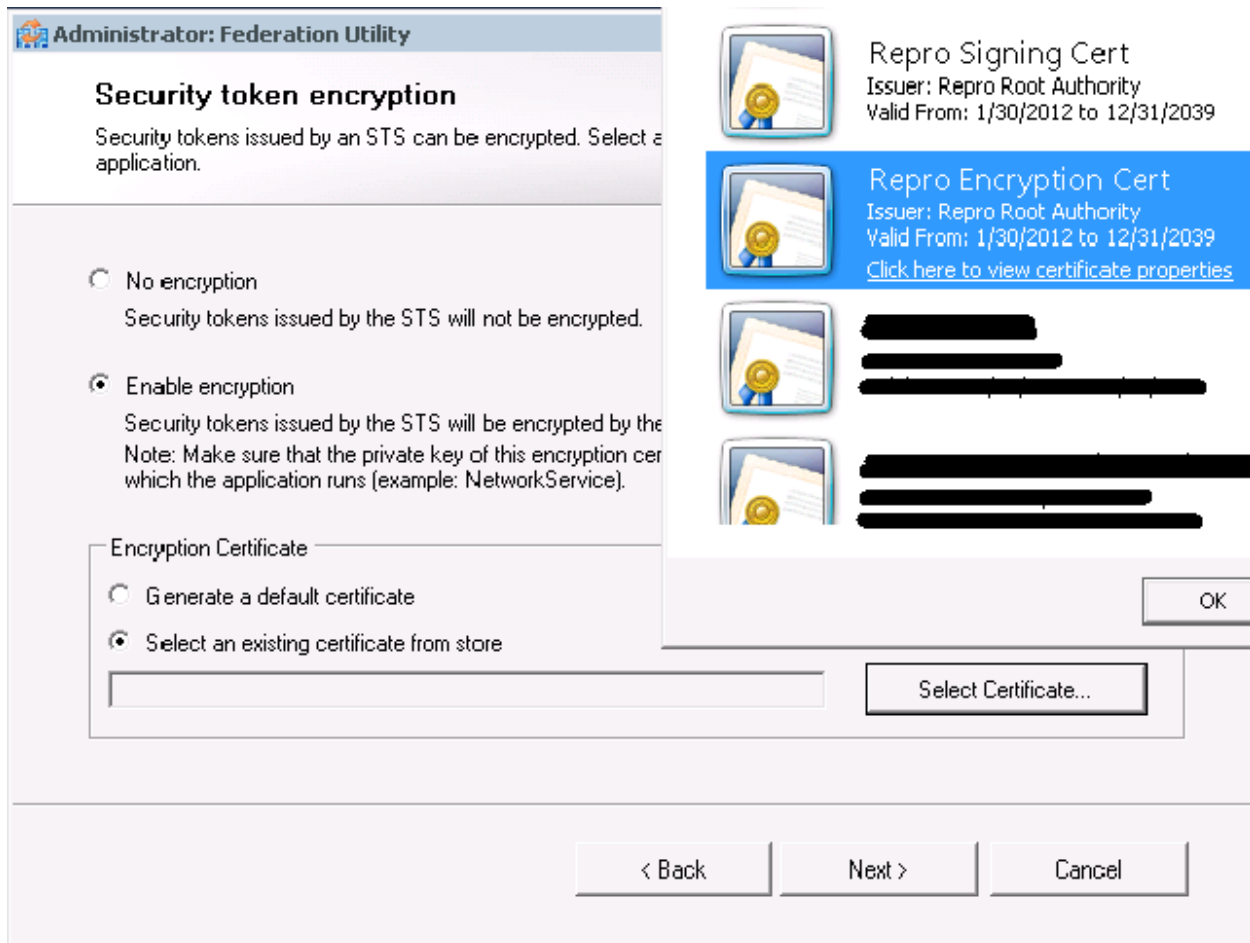 Administrator: Federation Utility
Security token encryption
Security tokens issued by an STS can be encrypted. Select a
application.
No encryption
Security tokens issued by the STS will not be encrypted.
Enable encryption
Security tokens issued by the STS will be encrypted by the
Note: Make sure that the private key of this encryption cer
which the application runs (example: NetworkService).
Encryption Certificate
Generate a default certificate
Select an existing certificate from store
Select Certificate...
< Back
Next >
Cancel
Repro Signing Cert
Issuer: Repro Root Authority
Valid From: 1/30/2012 to 12/31/2039
Repro Encryption Cert
Issuer: Repro Root Authority
Valid From: 1/30/2012 to 12/31/2039
Click here to view certificate properties
OK